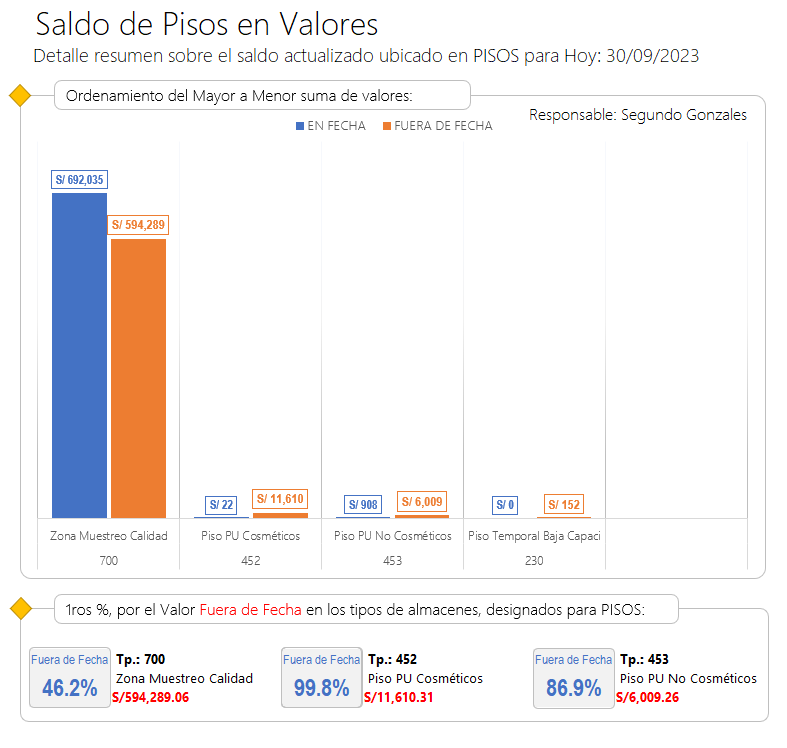 Saldo de Pisos en Valores
Detalle resumen sobre el saldo actualizado ubicado en PISOS para Hoy: 30/09/2023
Ordenamiento del Mayor a Menor suma de valores:
Responsable: Segundo Gonzales
EN FECHA FUERA DE FECHA
S/ 692,035
S/ 594,289
S/ 22
S/ 11,610
S/ 908
S/ 6,009
S/ 0
S/ 152
Zona Muestreo Calidad
Piso PU Cosméticos
Piso PU No Cosméticos
Piso Temporal Baja Capaci
700
452
453
230
1ros %, por el Valor Fuera de Fecha en los tipos de almacenes, designados para PISOS:
Fuera de Fecha
46.2%
Tp.: 700
Zona Muestreo Calidad
S/594,289.06
Fuera de Fecha
99.8%
Tp.: 452
Piso PU Cosméticos
S/11,610.31
Fuera de Fecha
86.9%
Tp.: 453
Piso PU No Cosméticos
S/6,009.26